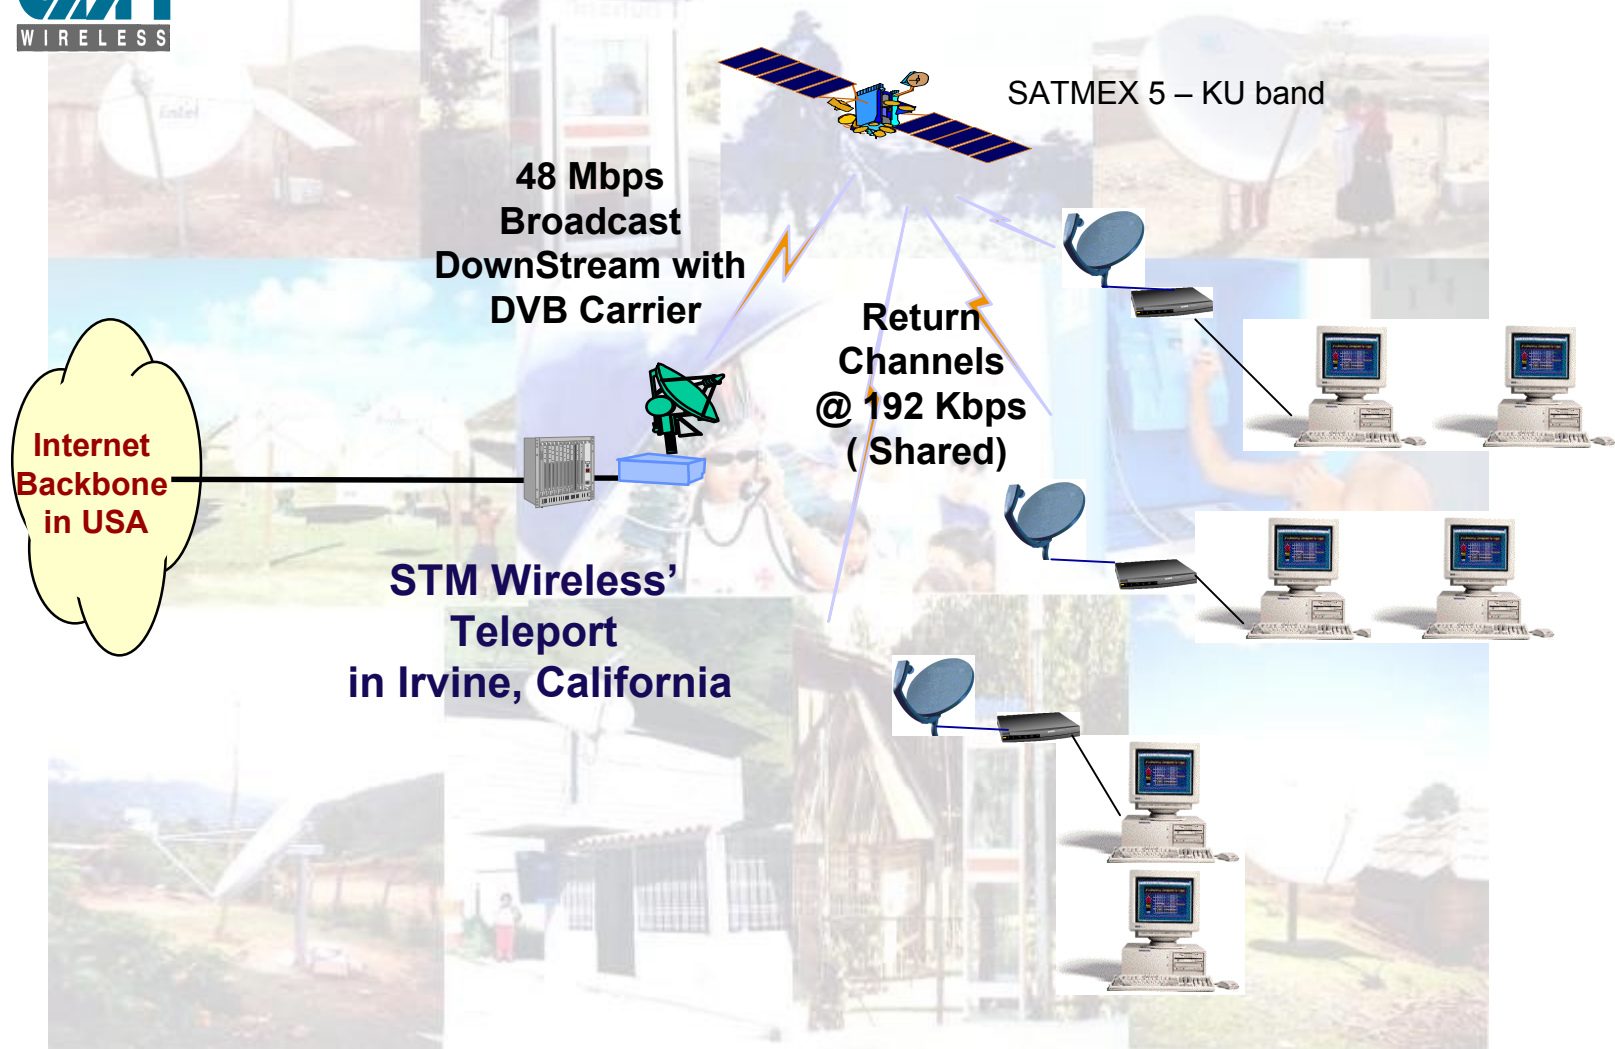 WIRELESS
SATMEX 5 – KU band
48 Mbps
Broadcast
DownStream with
DVB Carrier
Return
Channels
@ 192 Kbps
( Shared)
Internet
Backbone
in USA
STM Wireless’
Teleport
in Irvine, California